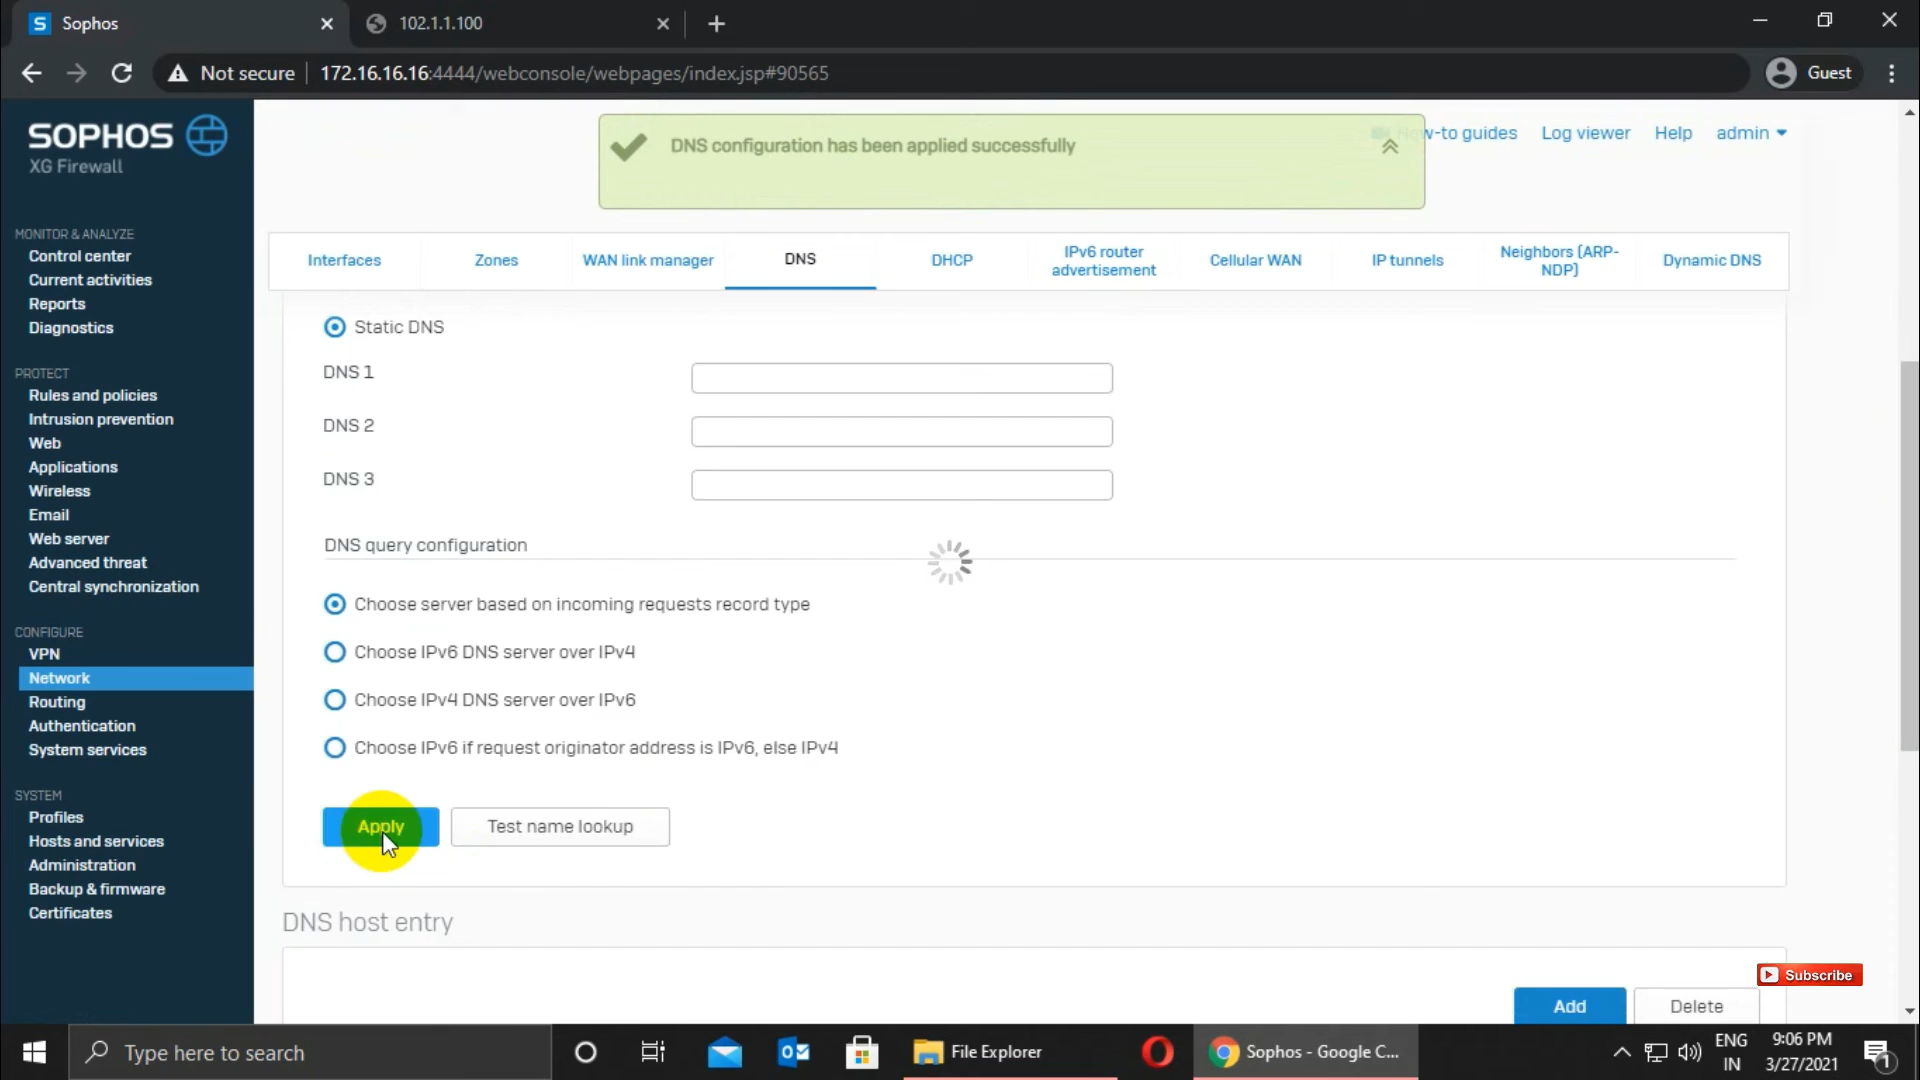 Sophos
102.1.1.100
Not secure
172.16.16.16:4444/webconsole/webpages/index.jsp#90565
Guest
SOPHOS
XG Firewall
DNS configuration has been applied successfully
w-to guides
Log viewer
Help
admin
Interfaces
Zones
WAN link manager
DNS
DHCP
IPv6 router
advertisement
Cellular WAN
IP tunnels
Neighbors (ARP-
NDP)
Dynamic DNS
MONITOR & ANALYZE
Control center
Current activities
Reports
Diagnostics
PROTECT
Rules and policies
Intrusion prevention
Web
Applications
Wireless
Email
Web server
Advanced threat
Central synchronization
CONFIGURE
VPN
Network
Routing
Authentication
System services
SYSTEM
Profiles
Hosts and services
Administration
Backup & firmware
Certificates
Static DNS
DNS 1
DNS 2
DNS 3
DNS query configuration
Choose server based on incoming requests record type
Choose IPv6 DNS server over IPv4
Choose IPv4 DNS server over IPv6
Choose IPv6 if request originator address is IPv6, else IPv4
Apply
Test name lookup
DNS host entry
Subscribe
Add
Delete
Type here to search
File Explorer
Sophos - Google C...
ENG
IN
9:06 PM
3/27/2021
1